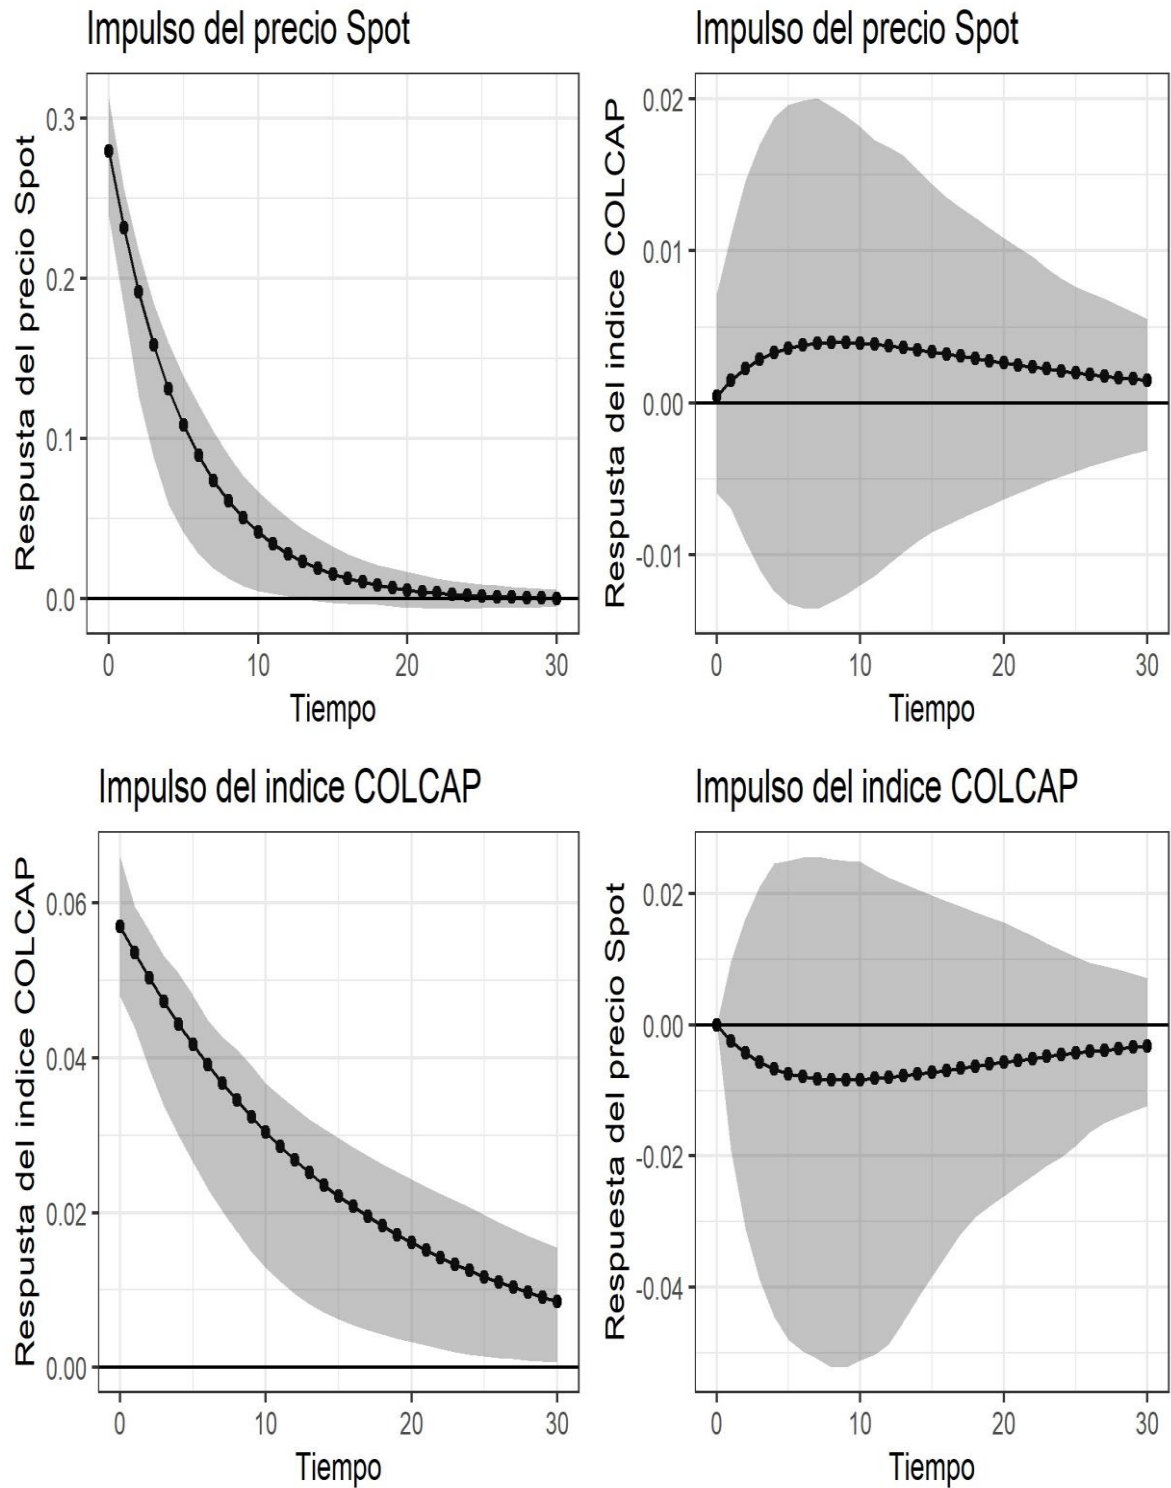 Impulso del precio Spot
Respusta del precio Spot
0.3
0.2
0.1
0.0
0 10 20 30
Tiempo
Impulso del precio Spot
Respusta del indice COLCAP
0.02
0.01
0.00
-0.01
0 10 20 30
Tiempo
Impulso del indice COLCAP
Respusta del indice COLCAP
0.06
0.04
0.02
0.00
0 10 20 30
Tiempo
Impulso del indice COLCAP
Respuesta del precio Spot
0.02
0.00
-0.02
-0.04
0 10 20 30
Tiempo